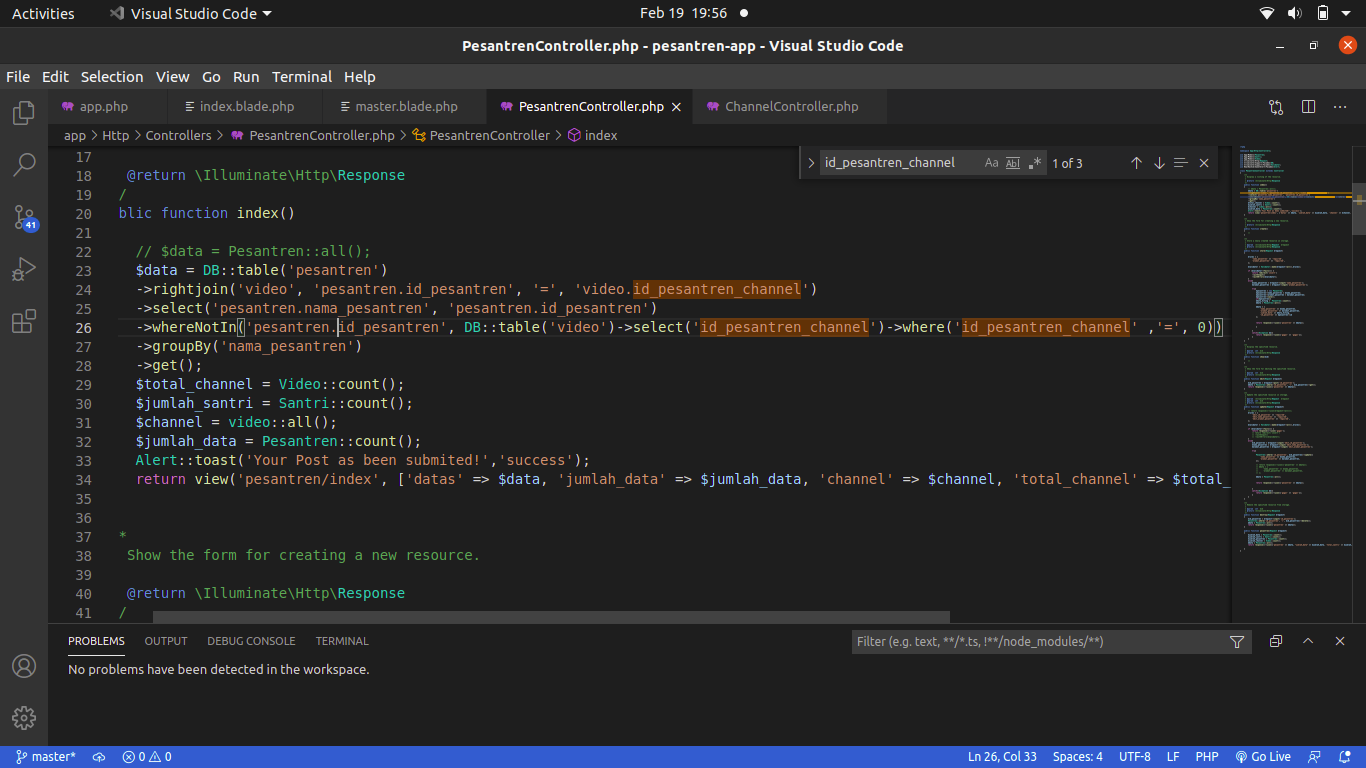 Activities Visual Studio Code Feb 19 19:56
PesantrenController.php - pesantren-app - Visual Studio Code
File Edit Selection View Go Run Terminal Help
app.php index.blade.php master.blade.php PesantrenController.php ChannelController.php
app > Http > Controllers > PesantrenController.php > PesantrenController > index
id_pesantren_channel Aa Abl .* 1 of 3
17
18 @return \Illuminate\Http\Response
19 /
20 blic function index()
21
22 // $data = Pesantren::all();
23 $data = DB::table('pesantren')
24 ->rightjoin('video', 'pesantren.id_pesantren', '=', 'video.id_pesantren_channel')
25 ->select('pesantren.nama_pesantren', 'pesantren.id_pesantren')
26 ->whereNotIn('pesantren.id_pesantren', DB::table('video')->select('id_pesantren_channel')->where('id_pesantren_channel' ,'=', 0))
27 ->groupBy('nama_pesantren')
28 ->get();
29 $total_channel = Video::count();
30 $jumlah_santri = Santri::count();
31 $channel = video::all();
32 $jumlah_data = Pesantren::count();
33 Alert::toast('Your Post as been submited!','success');
34 return view('pesantren/index', ['datas' => $data, 'jumlah_data' => $jumlah_data, 'channel' => $channel, 'total_channel' => $total_
35
36
37 *
38 Show the form for creating a new resource.
39
40 @return \Illuminate\Http\Response
41 /
PROBLEMS OUTPUT DEBUG CONSOLE TERMINAL Filter (e.g. text, **/*.ts, !**/node_modules/**)
No problems have been detected in the workspace.
41
master* 0 0 Ln 26, Col 33 Spaces: 4 UTF-8 LF PHP Go Live